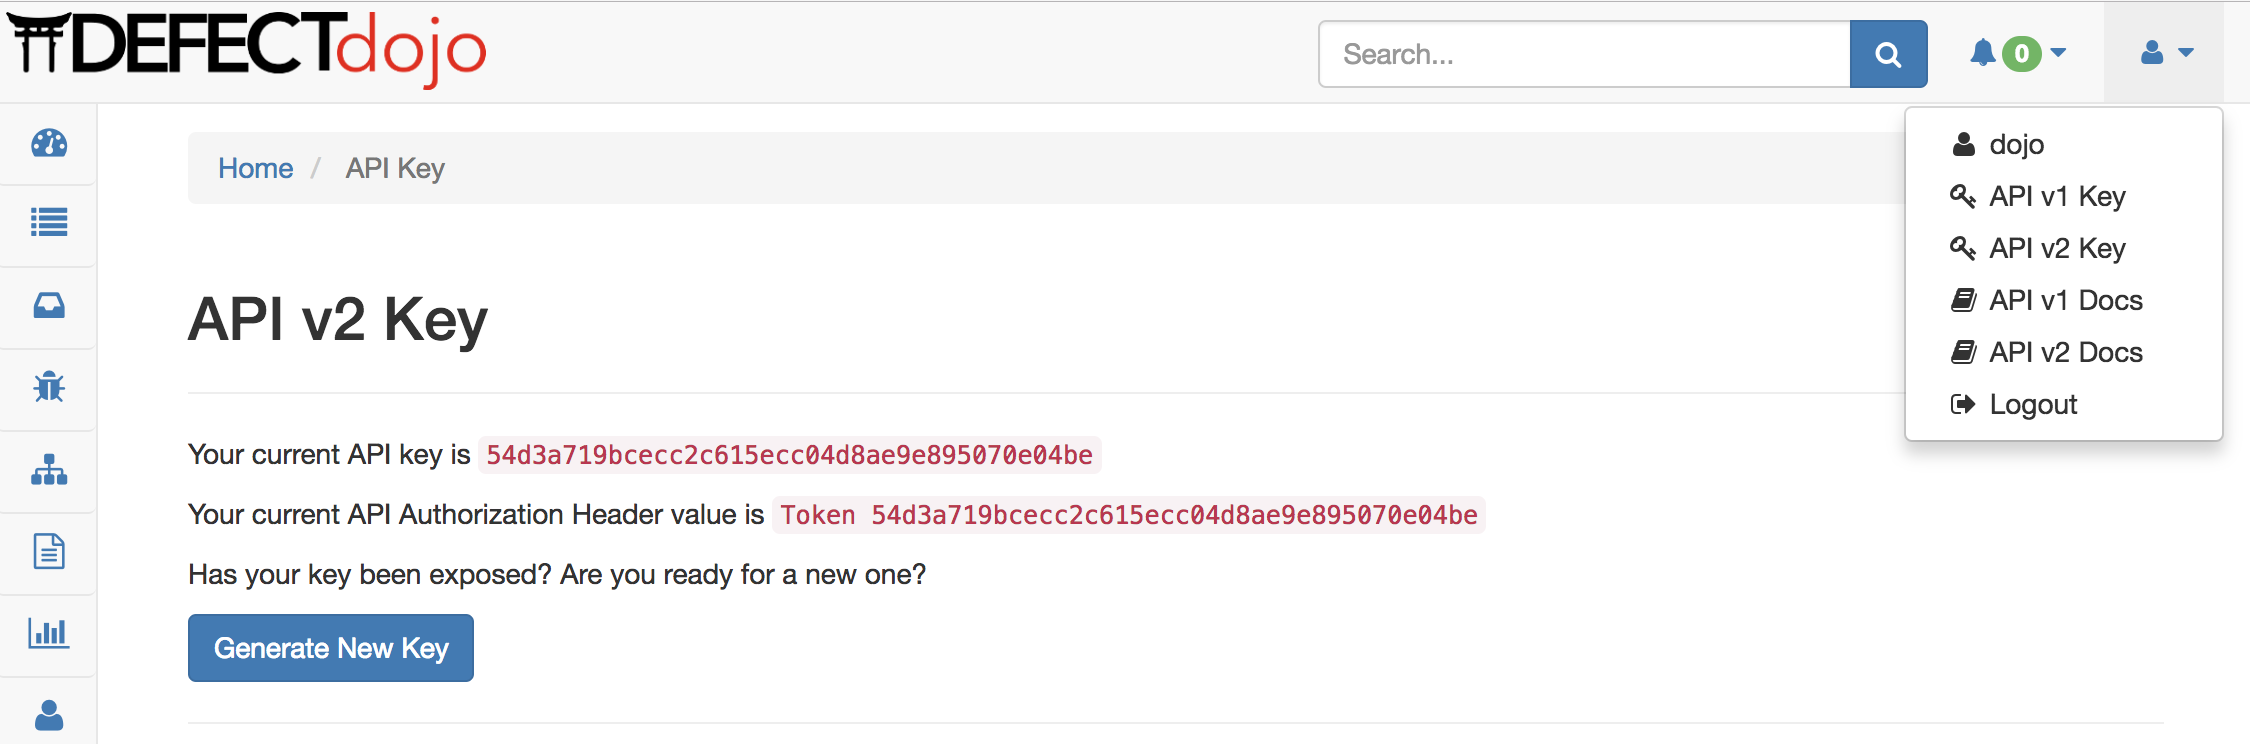 DEFECTdojo
Search...
0
dojo
API v1 Key
API v2 Key
API v1 Docs
API v2 Docs
Logout
Home / API Key
API v2 Key
Your current API key is 54d3a719bcecc2c615ecc04d8ae9e895070e04be
Your current API Authorization Header value is Token 54d3a719bcecc2c615ecc04d8ae9e895070e04be
Has your key been exposed? Are you ready for a new one?
Generate New Key